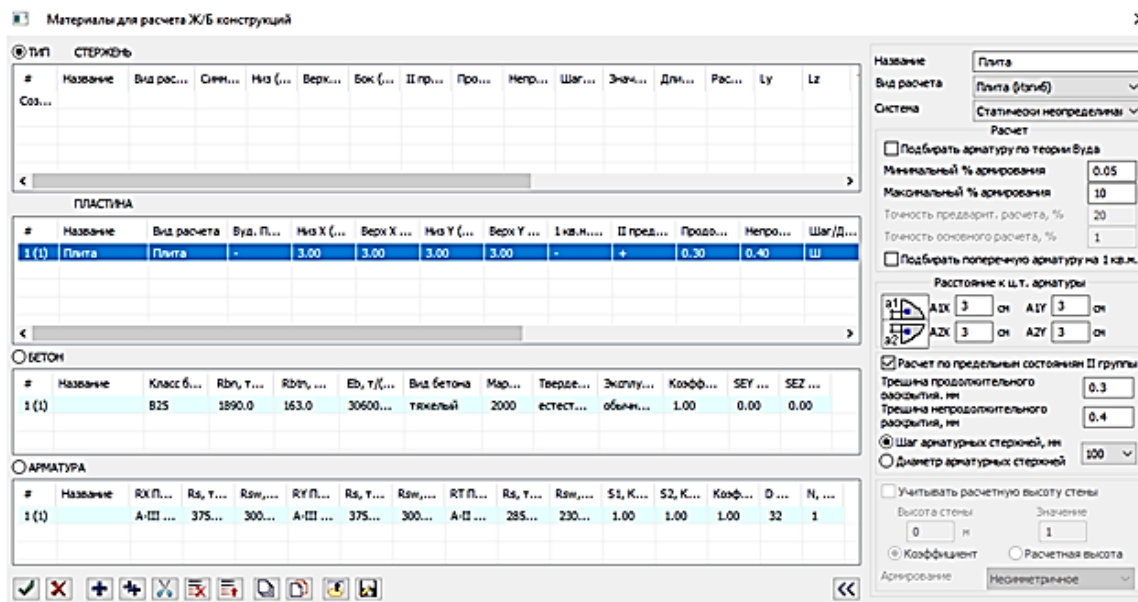 Материалы для расчета Ж/Б конструкций
ТИП СТЕРЖЕНЬ
# Название Вид рас... Симм... Низ (... Верх... Бок (... II пр... Про... Непр... Шаг... Знач... Дли... Рас... Ly Lz
Соз...
ПЛАСТИНА
# Название Вид расчета Вуд. П... Низ X (... Верх X ... Низ Y (... Верх Y ... 1 кв.м.... II пред... Продо... Непро... Шаг/Д...
1 (1) Плита Плита - 3.00 3.00 3.00 3.00 - + 0.30 0.40 Ш
БЕТОН
# Название Класс б... Rbn, т... Rbtn, ... Eb, т/(... Вид бетона Мар... Тверде... Эксплу... Коэфф... SEY ... SEZ ...
1 (1) B25 1890.0 163.0 30600... тяжелый 2000 естест... обычн... 1.00 0.00 0.00
АРМАТУРА
# Название RX П... Rs, т... Rsw,... RY П... Rs, т... Rsw,... RT П... Rs, т... Rsw,... S1, К... S2, К... Коэф... D ... N, ...
1 (1) A-III ... 375... 300... A-III ... 375... 300... A-II ... 285... 230... 1.00 1.00 1.00 32 1
Название Плита
Вид расчета Плита (Изгиб)
Система Статически неопределимая
Расчет
Подбирать арматуру по теории Вуда
Минимальный % армирования 0.05
Максимальный % армирования 10
Точность предварит. расчета, % 20
Точность основного расчета, % 1
Подбирать поперечную арматуру на 1 кв.м.
Расстояние к ц.т. арматуры
a1 A1X 3 см A1Y 3 см
a2 A2X 3 см A2Y 3 см
Расчет по предельным состояниям II группы
Трещина продолжительного
раскрытия, мм 0.3
Трещина непродолжительного
раскрытия, мм 0.4
Шаг арматурных стержней, мм 100
Диаметр арматурных стержней
Учитывать расчетную высоту стены
Высота стены Значение
0 м 1
Коэффициент Расчетная высота
Армирование Несимметричное